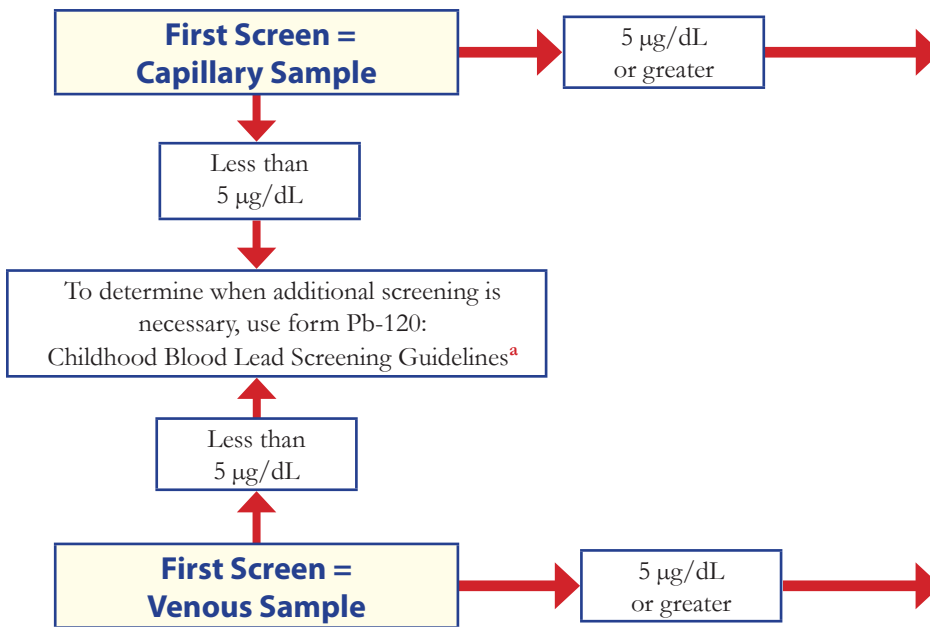 First Screen =
Capillary Sample
5 µg/dL
or greater
Less than
5 µg/dL
To determine when additional screening is
necessary, use form Pb-120:
Childhood Blood Lead Screening Guidelinesᵃ
Less than
5 µg/dL
First Screen =
Venous Sample
5 µg/dL
or greater